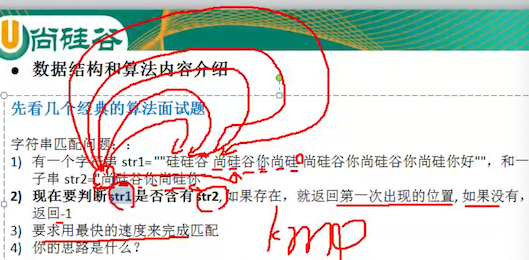 U尚硅谷
● 数据结构和算法内容介绍
先看几个经典的算法面试题
字符串匹配问题：：
1) 有一个字符串 str1= ""硅硅谷 尚硅谷你尚硅 尚硅谷你尚硅谷你尚硅你好""，和一
子串 str2="尚硅谷你尚硅你"
2) 现在要判断 str1 是否含有 str2, 如果存在，就返回第一次出现的位置, 如果没有，
返回-1
3) 要求用最快的速度来完成匹配
4) 你的思路是什么？
kmp